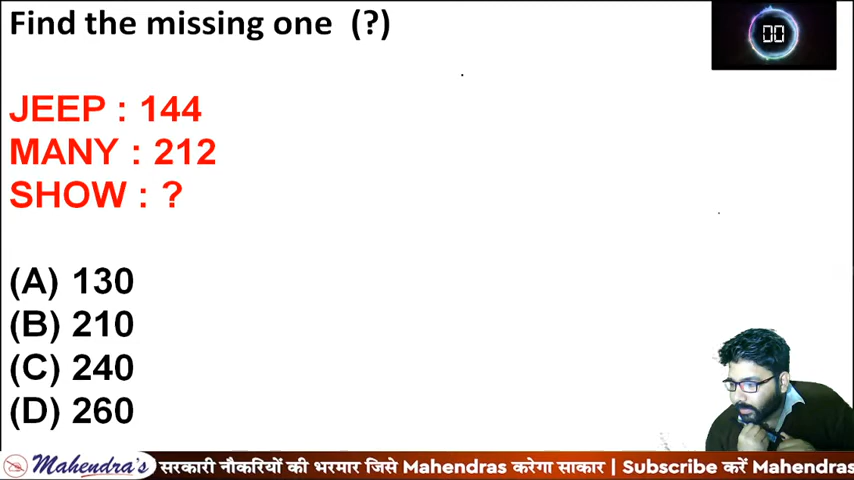 Find the missing one (?)
00
JEEP : 144
MANY : 212
SHOW : ?
(A) 130
(B) 210
(C) 240
(D) 260
Mahendra's सरकारी नौकरियों की भरमार जिसे Mahendras करेगा साकार | Subscribe करें Mahendras